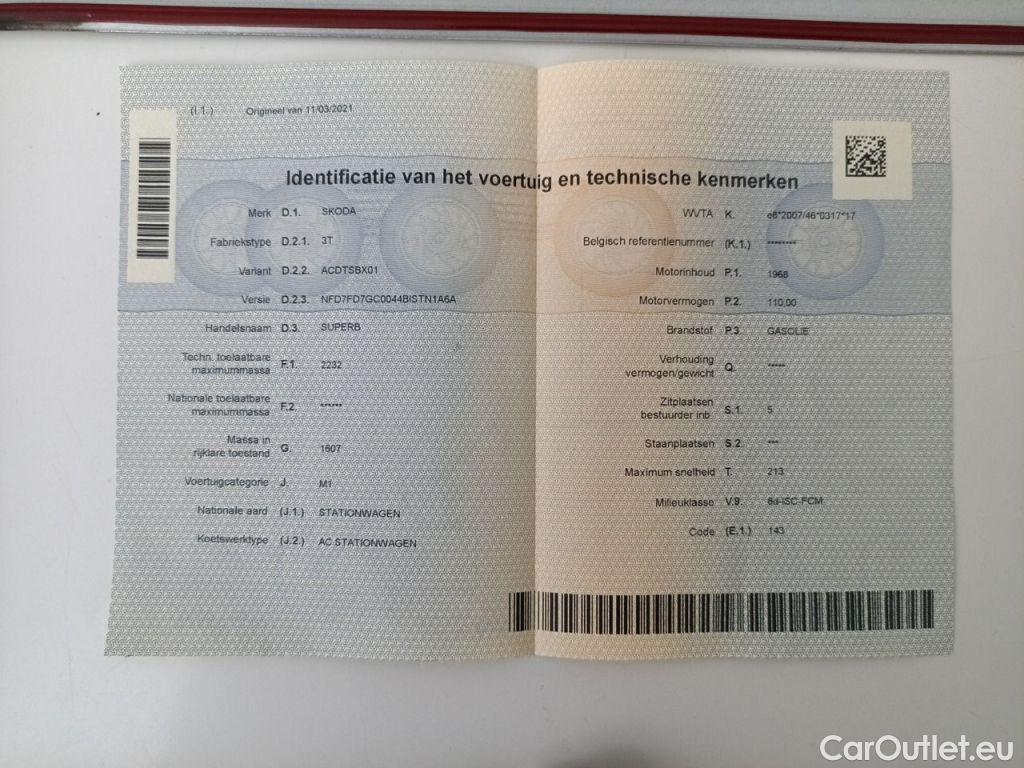 (I.1.) Origineel van 11/03/2021
Identificatie van het voertuig en technische kenmerken
Merk D.1. SKODA
Fabriekstype D.2.1. 3T
Variant D.2.2. ACDTSBX01
Versie D.2.3. NFD7FD7GC0044BISTN1A6A
Handelsnaam D.3. SUPERB
Techn. toelaatbare
maximummassa F.1. 2232
Nationale toelaatbare
maximummassa F.2. ******
Massa in
rijklare toestand G. 1607
Voertuigcategorie J. M1
Nationale aard (J.1.) STATIONWAGEN
Koetswerktype (J.2.) AC STATIONWAGEN
WVTA K. e8*2007/46*0317*17
Belgisch referentienummer (K.1.) ********
Motorinhoud P.1. 1968
Motorvermogen P.2. 110,00
Brandstof P.3. GASOLIE
Verhouding
vermogen/gewicht Q. *****
Zitplaatsen
bestuurder inb. S.1. 5
Staanplaatsen S.2. ***
Maximum snelheid T. 213
Milieuklasse V.9. 6d-ISC-FCM
Code (E.1.) 143
CarOutlet.eu